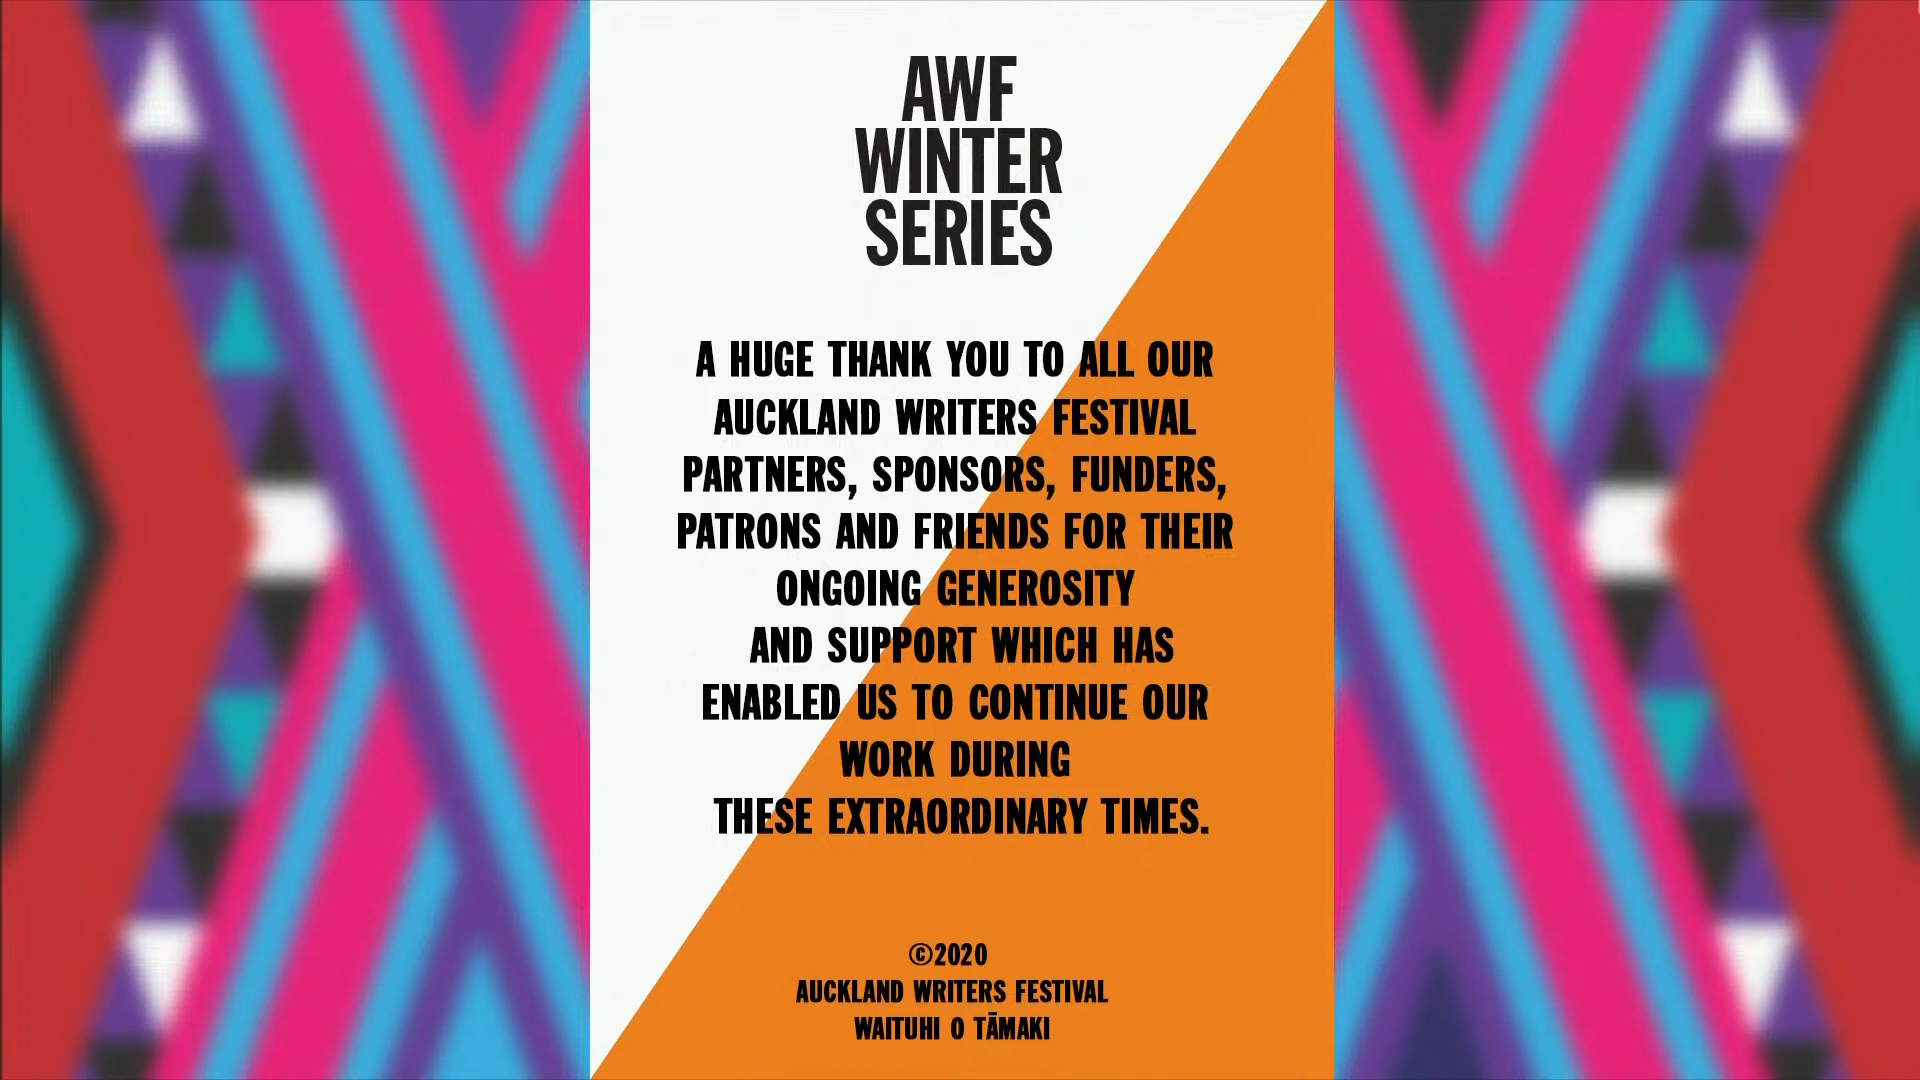 AWF
WINTER
SERIES
A HUGE THANK YOU TO ALL OUR
AUCKLAND WRITERS FESTIVAL
PARTNERS, SPONSORS, FUNDERS,
PATRONS AND FRIENDS FOR THEIR
ONGOING GENEROSITY
AND SUPPORT WHICH HAS
ENABLED US TO CONTINUE OUR
WORK DURING
THESE EXTRAORDINARY TIMES.
©2020
AUCKLAND WRITERS FESTIVAL
WAITUHI O TĀMAKI